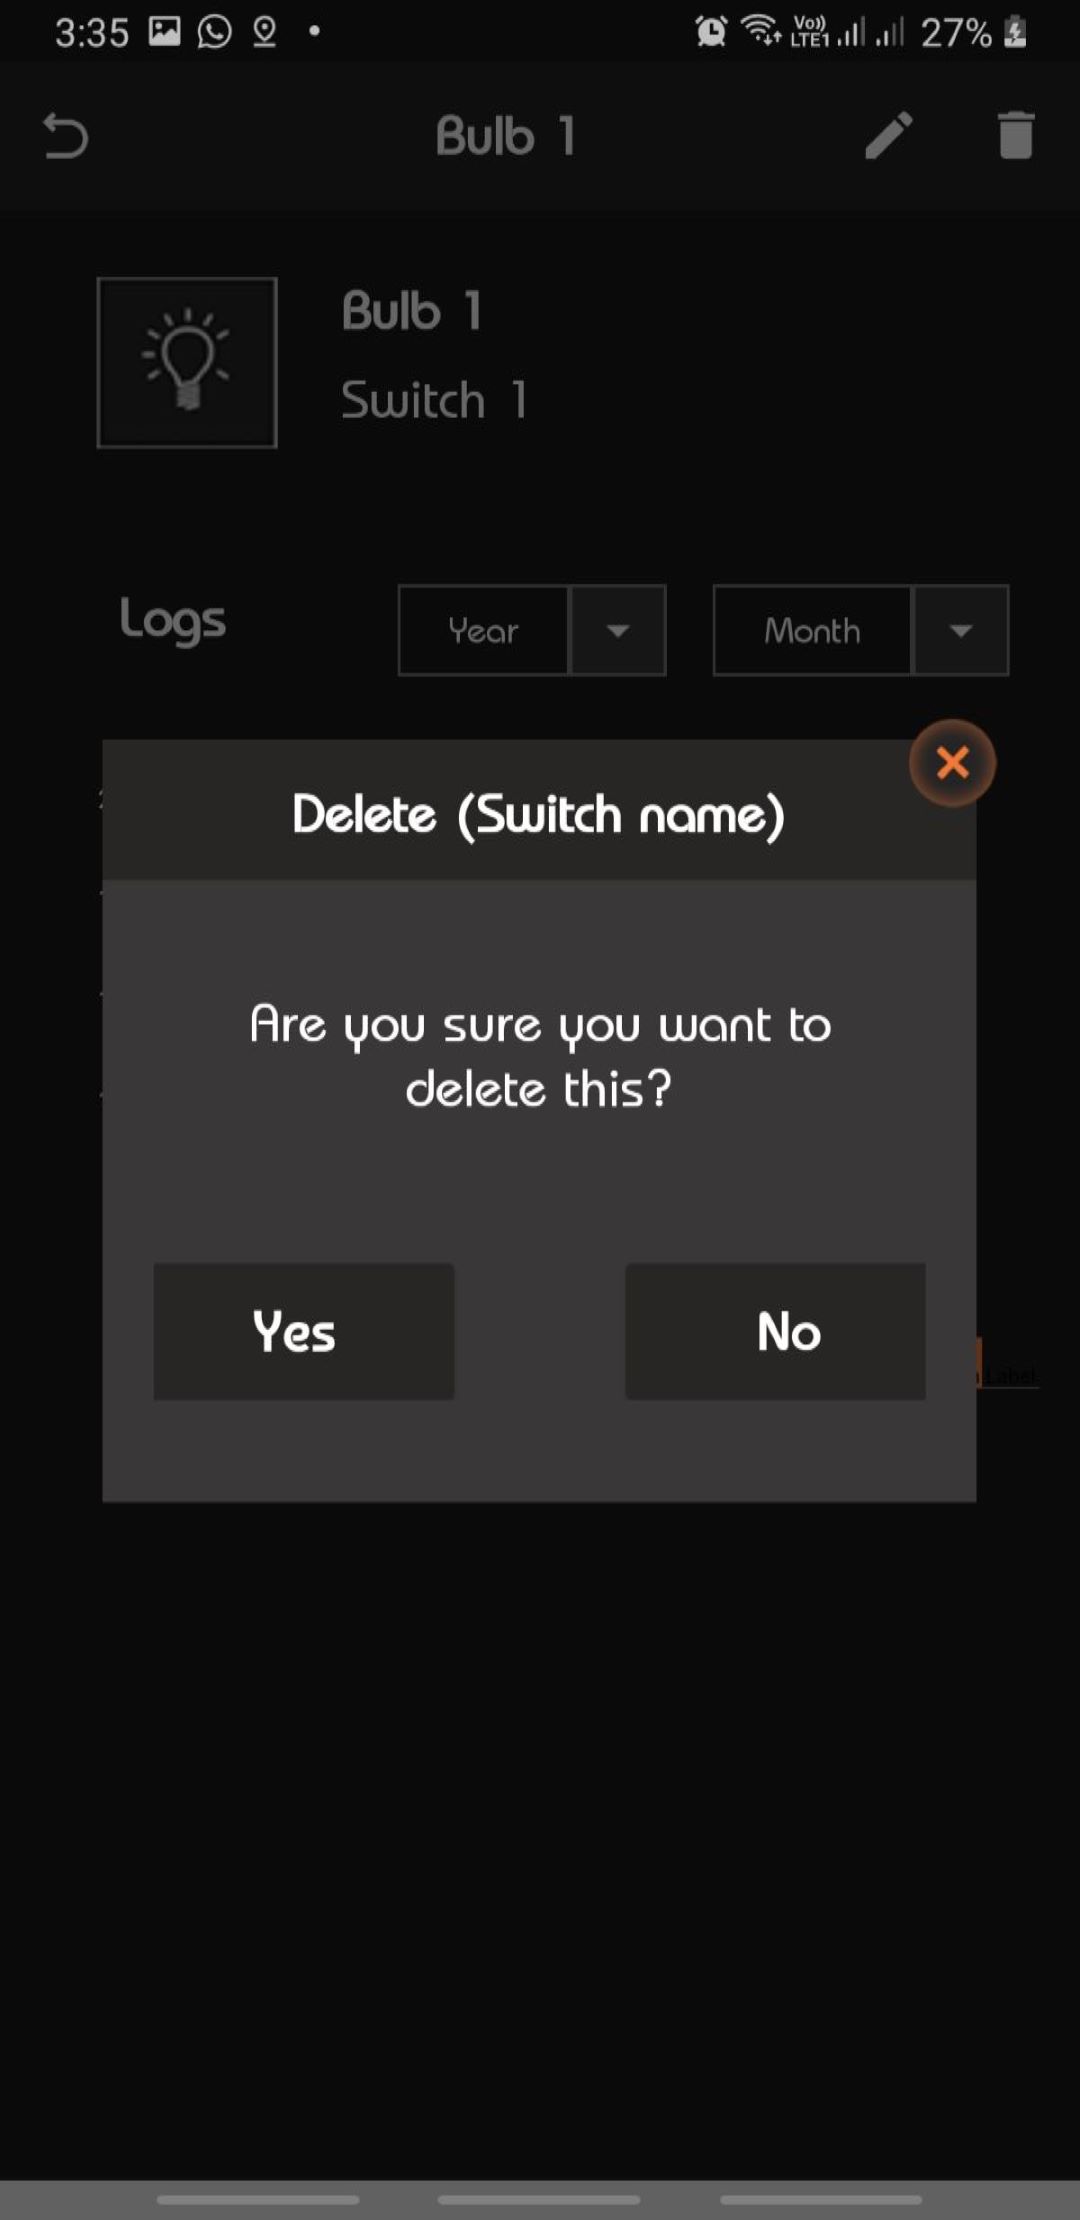 3:35
Vo))
LTE1
27%
Bulb 1
Bulb 1
Switch 1
Logs
Year
Month
Delete (Switch name)
Are you sure you want to
delete this?
Yes
No
Label